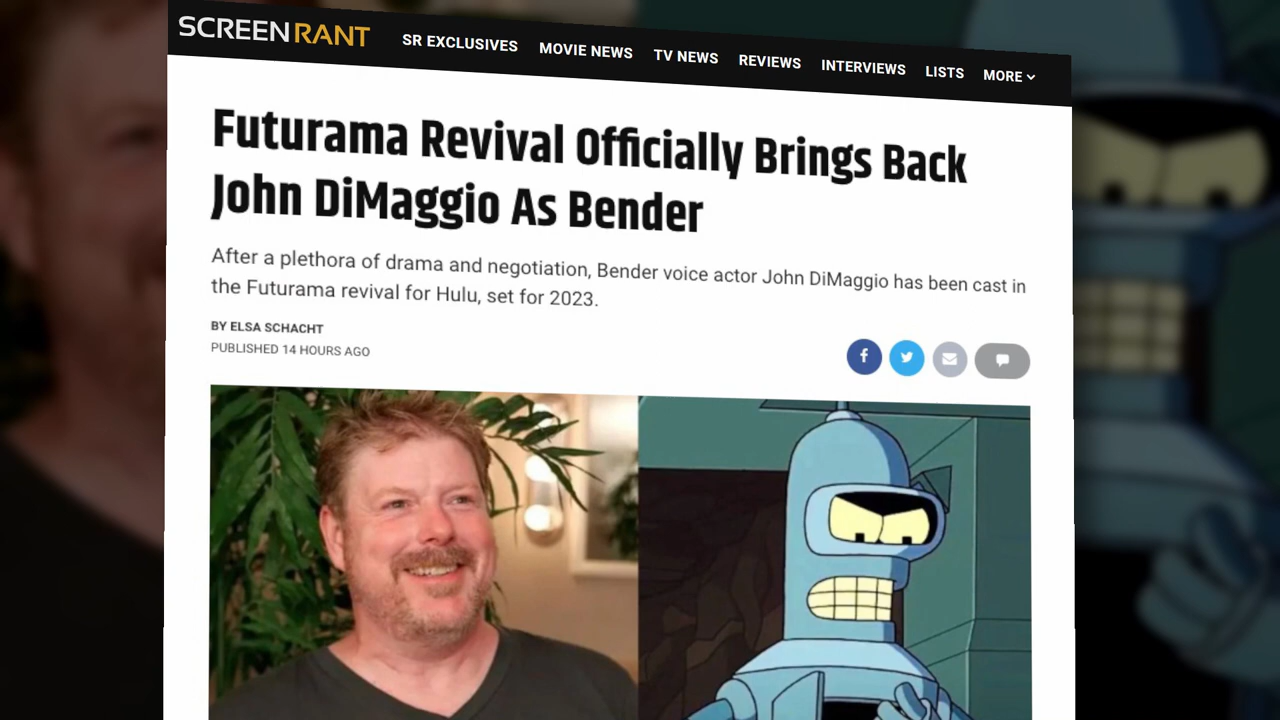 SCREENRANT SR EXCLUSIVES MOVIE NEWS TV NEWS REVIEWS INTERVIEWS LISTS MORE
Futurama Revival Officially Brings Back
John DiMaggio As Bender
After a plethora of drama and negotiation, Bender voice actor John DiMaggio has been cast in
the Futurama revival for Hulu, set for 2023.
BY ELSA SCHACHT
PUBLISHED 14 HOURS AGO